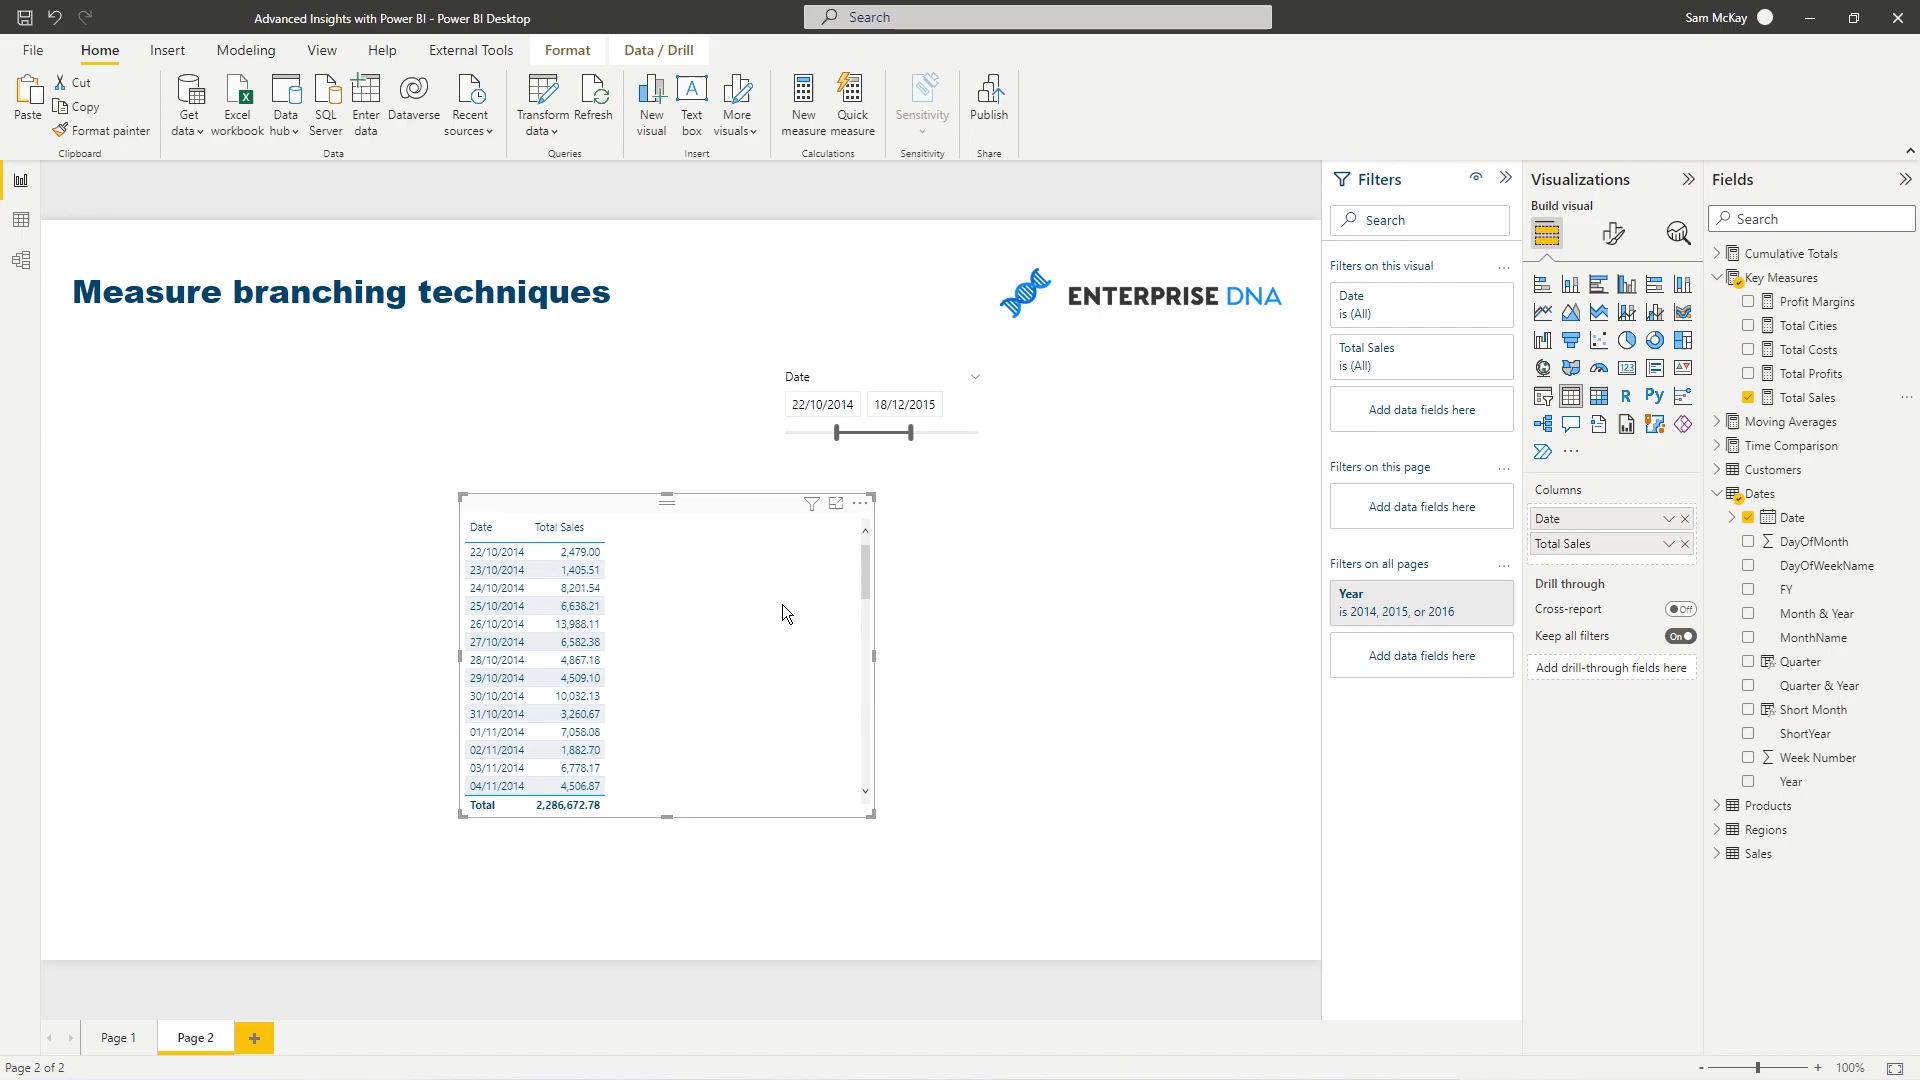 Advanced Insights with Power BI - Power BI Desktop
Search
Sam McKay
File
Home
Insert
Modeling
View
Help
External Tools
Format
Data / Drill
Paste
Cut
Copy
Format painter
Clipboard
Get data
Excel workbook
Data hub
SQL Server
Enter data
Dataverse
Recent sources
Data
Transform data
Refresh
Queries
New visual
Text box
More visuals
Insert
New measure
Quick measure
Calculations
Sensitivity
Sensitivity
Publish
Share
Measure branching techniques
ENTERPRISE DNA
Date
22/10/2014
18/12/2015
Date Total Sales
22/10/2014 2,479.00
23/10/2014 1,405.51
24/10/2014 8,201.54
25/10/2014 6,638.21
26/10/2014 13,988.11
27/10/2014 6,582.38
28/10/2014 4,867.18
29/10/2014 4,509.10
30/10/2014 10,032.13
31/10/2014 3,260.67
01/11/2014 7,058.08
02/11/2014 1,882.70
03/11/2014 6,778.17
04/11/2014 4,506.87
Total 2,286,672.78
Filters
Search
Filters on this visual
Date
is (All)
Total Sales
is (All)
Add data fields here
Filters on this page
Add data fields here
Filters on all pages
Year
is 2014, 2015, or 2016
Add data fields here
Visualizations
Build visual
R
Py
123
Columns
Date
Total Sales
Drill through
Cross-report
Off
Keep all filters
On
Add drill-through fields here
Fields
Search
Cumulative Totals
Key Measures
Profit Margins
Total Cities
Total Costs
Total Profits
Total Sales
Moving Averages
Time Comparison
Customers
Dates
Date
DayOfMonth
DayOfWeekName
FY
Month & Year
MonthName
Quarter
Quarter & Year
Short Month
ShortYear
Week Number
Year
Products
Regions
Sales
Page 1
Page 2
Page 2 of 2
100%